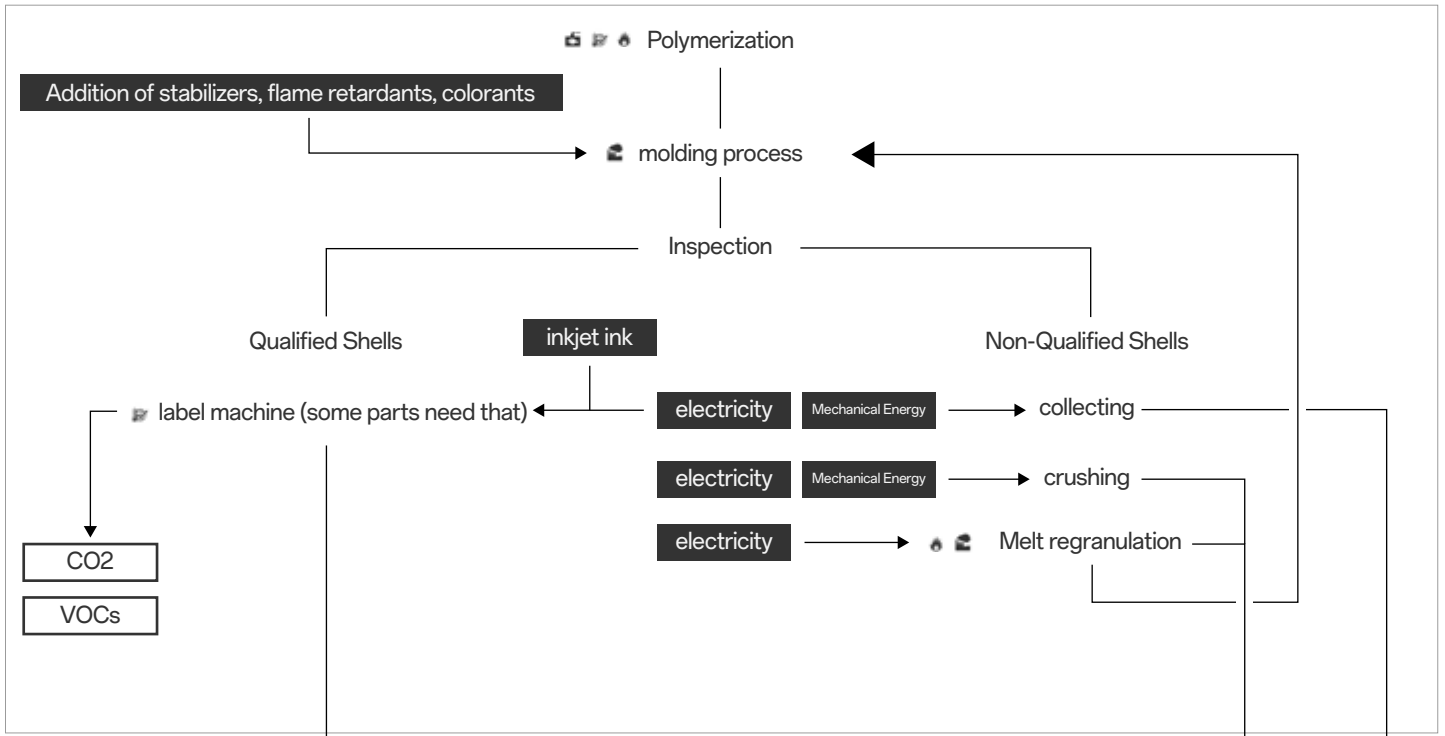 Polymerization
Addition of stabilizers, flame retardants, colorants
molding process
Inspection
Qualified Shells
inkjet ink
Non-Qualified Shells
label machine (some parts need that)
electricity
Mechanical Energy
collecting
electricity
Mechanical Energy
crushing
electricity
Melt regranulation
CO2
VOCs